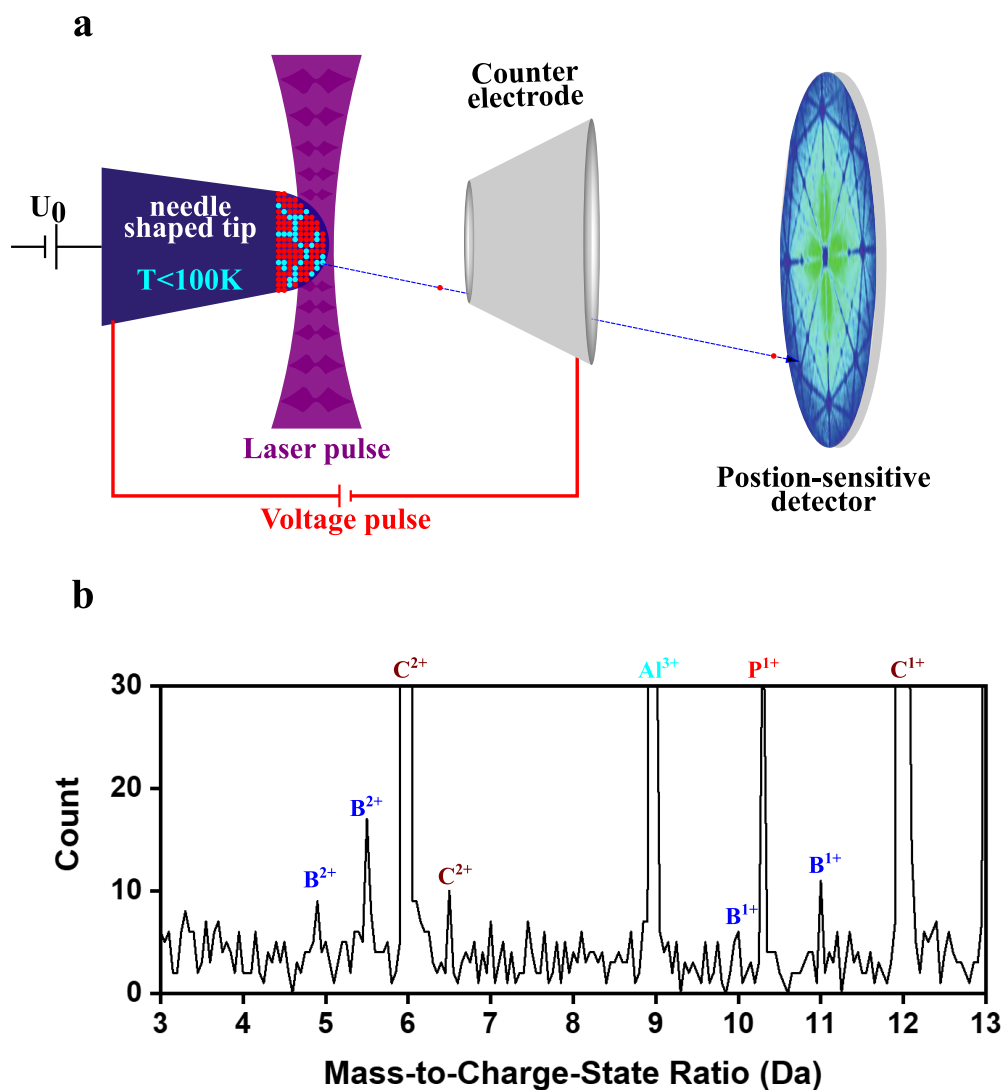 a
Counter
electrode
U0
needle
shaped tip
T<100K
Laser pulse
Voltage pulse
Postion-sensitive
detector
b
C2+
Al3+
P1+
C1+
30
B2+
B2+
C2+
B1+
B1+
20
10
0
Count
3 4 5 6 7 8 9 10 11 12 13
Mass-to-Charge-State Ratio (Da)